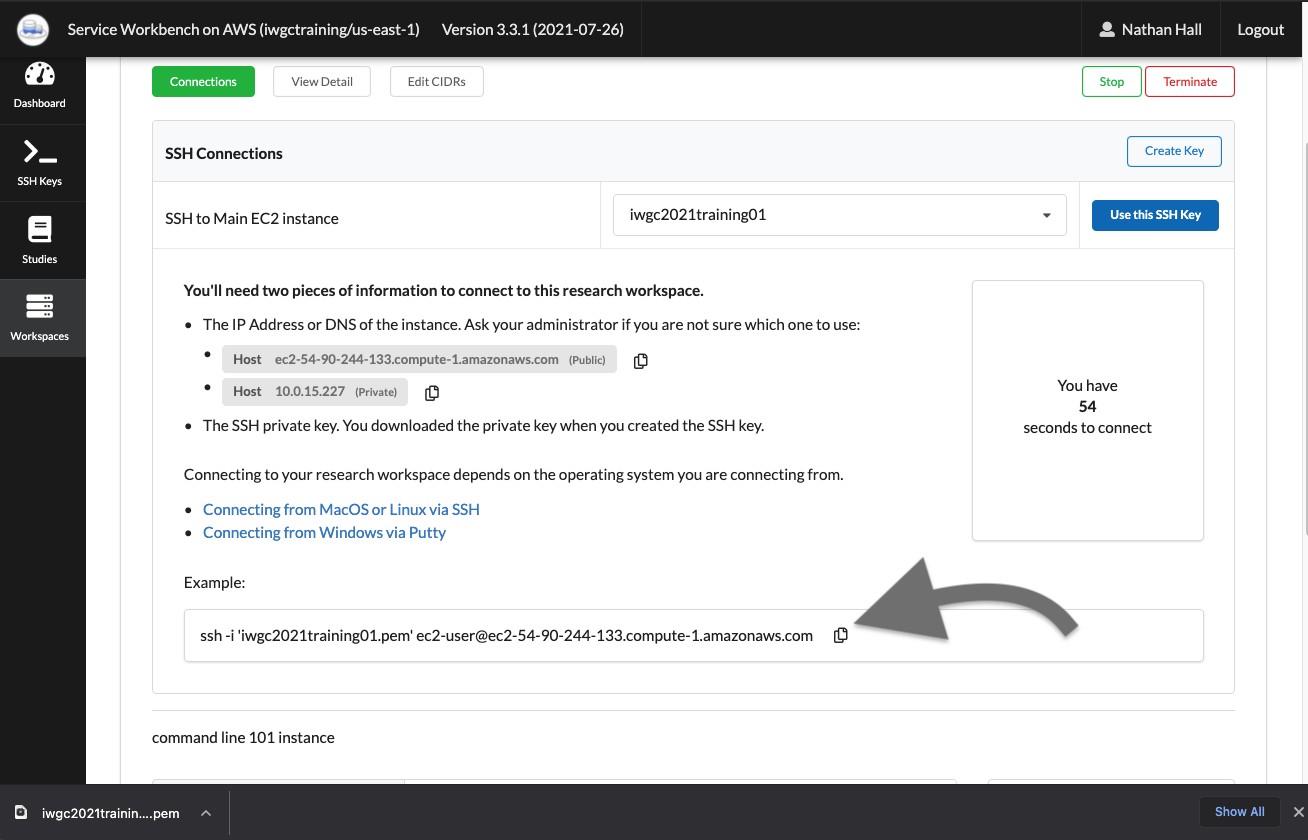 Service Workbench on AWS (iwgctraining/us-east-1) Version 3.3.1 (2021-07-26) Nathan Hall Logout
Dashboard
SSH Keys
Studies
Workspaces
Connections View Detail Edit CIDRs Stop Terminate
SSH Connections Create Key
SSH to Main EC2 instance iwgc2021training01 Use this SSH Key
You'll need two pieces of information to connect to this research workspace.
• The IP Address or DNS of the instance. Ask your administrator if you are not sure which one to use:
• Host ec2-54-90-244-133.compute-1.amazonaws.com (Public)
• Host 10.0.15.227 (Private)
• The SSH private key. You downloaded the private key when you created the SSH key.
You have
54
seconds to connect
Connecting to your research workspace depends on the operating system you are connecting from.
• Connecting from MacOS or Linux via SSH
• Connecting from Windows via Putty
Example:
ssh -i 'iwgc2021training01.pem' ec2-user@ec2-54-90-244-133.compute-1.amazonaws.com
command line 101 instance
iwgc2021trainin....pem Show All